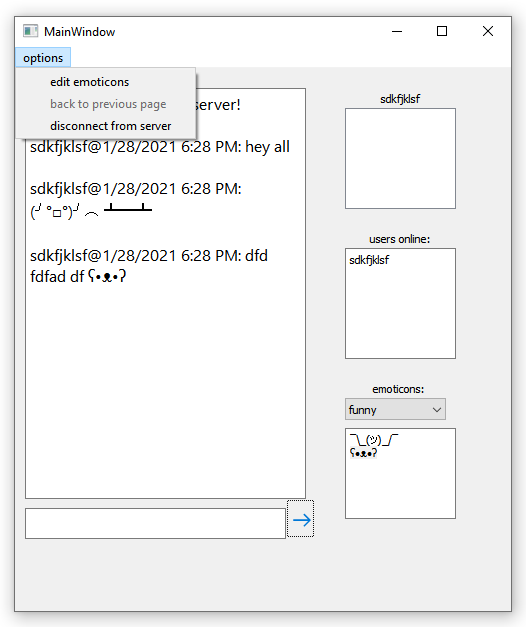 MainWindow
options
edit emoticons
back to previous page
disconnect from server
server!
sdkfjklsf@1/28/2021 6:28 PM: hey all
sdkfjklsf@1/28/2021 6:28 PM:
(╯°□°)╯︵ ┻━┻
sdkfjklsf@1/28/2021 6:28 PM: dfd
fdfad df ʕ•ᴥ•ʔ
sdkfjklsf
users online:
sdkfjklsf
emoticons:
funny
¯\_(ツ)_/¯
ʕ•ᴥ•ʔ